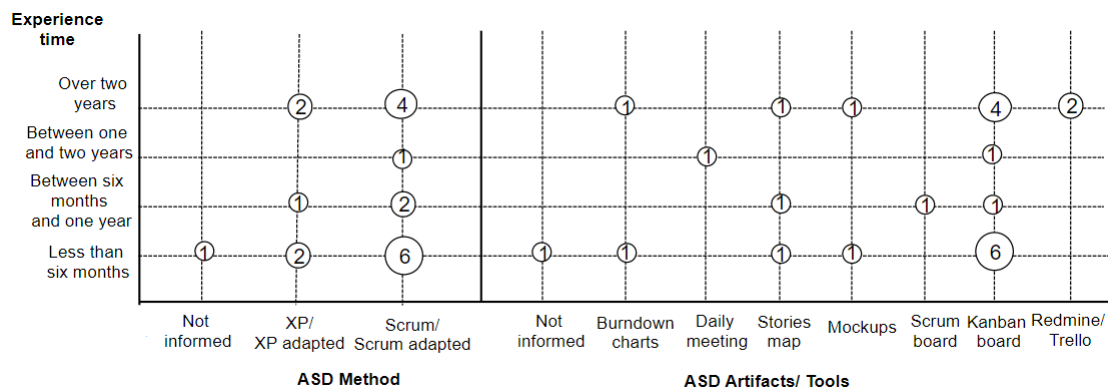 Experience
time
Over two
years
2
4
1
1
1
4
2
Between one
and two years
1
1
1
Between six
months
and one year
1
2
1
1
1
Less than
six months
1
2
6
1
1
1
1
6
Not
informed
XP/
XP adapted
Scrum/
Scrum adapted
Not
informed
Burndown
charts
Daily
meeting
Stories
map
Mockups
Scrum
board
Kanban
board
Redmine/
Trello
ASD Method
ASD Artifacts/ Tools